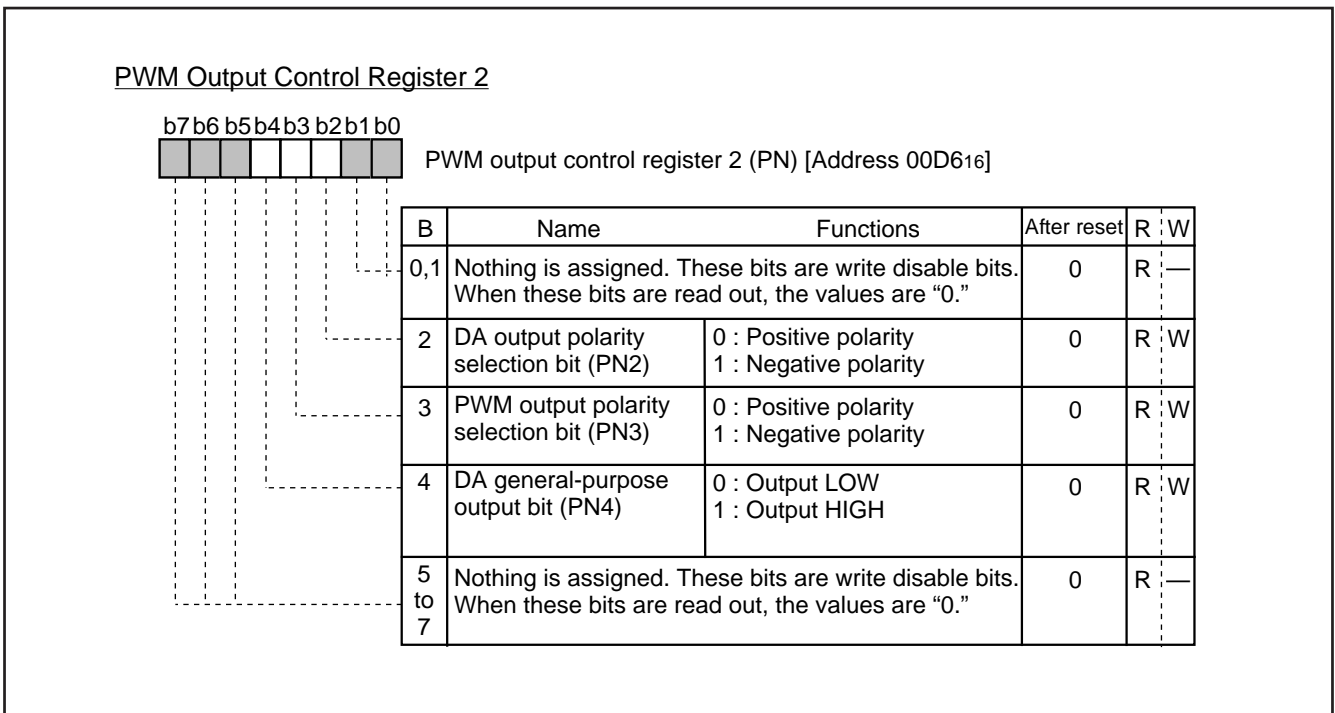 PWM Output Control Register 2
b7 b6 b5 b4 b3 b2 b1 b0
PWM output control register 2 (PN) [Address 00D616]
B Name Functions After reset R W
0,1 Nothing is assigned. These bits are write disable bits. 0 R —
When these bits are read out, the values are “0.”
2 DA output polarity 0 : Positive polarity 0 R W
selection bit (PN2) 1 : Negative polarity
3 PWM output polarity 0 : Positive polarity 0 R W
selection bit (PN3) 1 : Negative polarity
4 DA general-purpose 0 : Output LOW 0 R W
output bit (PN4) 1 : Output HIGH
5 Nothing is assigned. These bits are write disable bits. 0 R —
to When these bits are read out, the values are “0.”
7